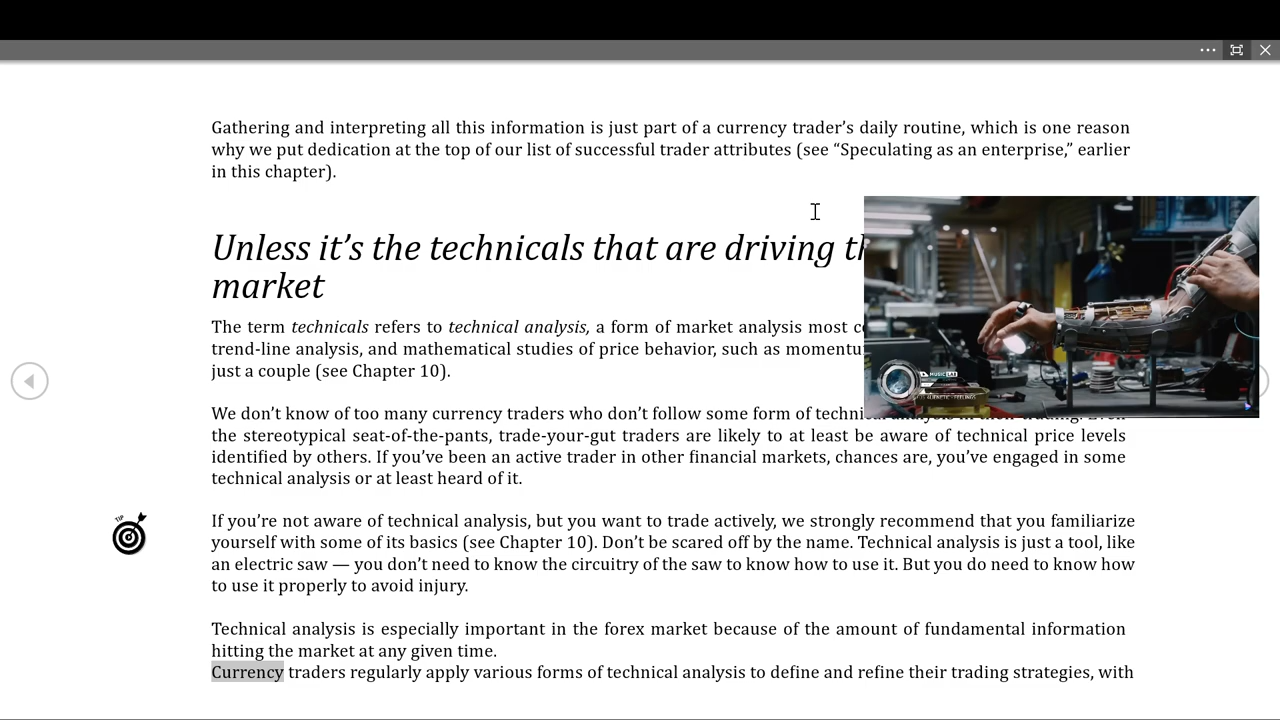 Gathering and interpreting all this information is just part of a currency trader’s daily routine, which is one reason
why we put dedication at the top of our list of successful trader attributes (see “Speculating as an enterprise,” earlier
in this chapter).
Unless it’s the technicals that are driving
market
The term technicals refers to technical analysis, a form of market analysis most
trend-line analysis, and mathematical studies of price behavior, such as
just a couple (see Chapter 10).
We don’t know of too many currency traders who don’t follow some form of
the stereotypical seat-of-the-pants, trade-your-gut traders are likely to at least be aware of technical price levels
identified by others. If you’ve been an active trader in other financial markets, chances are, you’ve engaged in some
technical analysis or at least heard of it.
TIP
If you’re not aware of technical analysis, but you want to trade actively, we strongly recommend that you familiarize
yourself with some of its basics (see Chapter 10). Don’t be scared off by the name. Technical analysis is just a tool, like
an electric saw — you don’t need to know the circuitry of the saw to know how to use it. But you do need to know how
to use it properly to avoid injury.
Technical analysis is especially important in the forex market because of the amount of fundamental information
hitting the market at any given time.
Currency traders regularly apply various forms of technical analysis to define and refine their trading strategies, with
MUSIC LAB